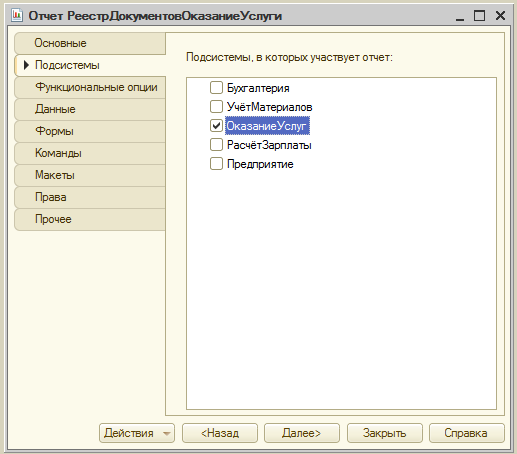 Отчет РеестрДокументовОказаниеУслуги
Основные
Подсистемы
Функциональные опции
Данные
Формы
Команды
Макеты
Права
Прочее
Подсистемы, в которых участвует отчет:
Бухгалтерия
УчётМатериалов
ОказаниеУслуг
РасчётЗарплаты
Предприятие
Действия
<Назад
Далее>
Закрыть
Справка